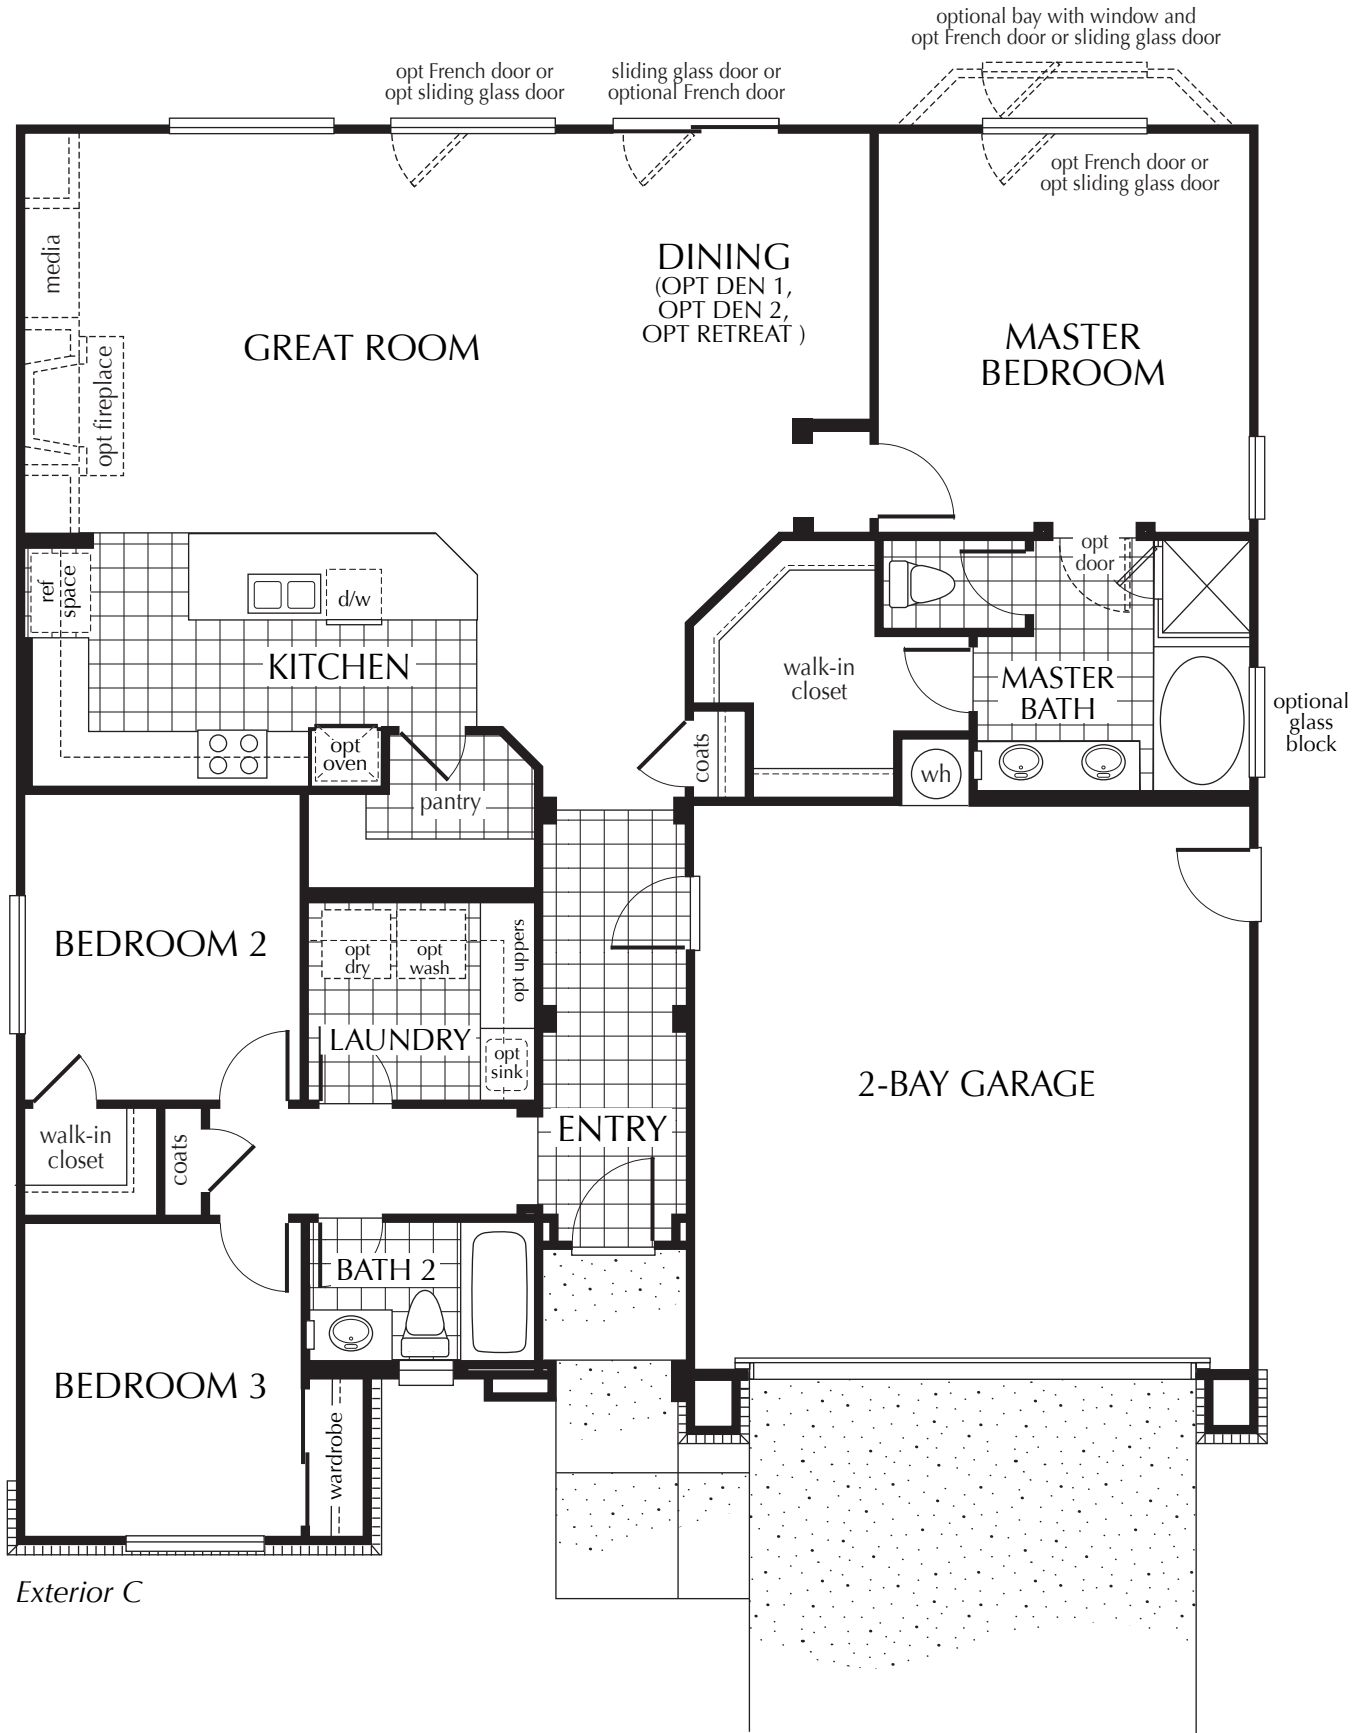 optional bay with window and
opt French door or sliding glass door
opt French door or
opt sliding glass door
sliding glass door or
optional French door
opt French door or
opt sliding glass door
media
DINING
(OPT DEN 1,
OPT DEN 2,
OPT RETREAT )
GREAT ROOM
MASTER
BEDROOM
opt fireplace
ref
space
d/w
opt
door
KITCHEN
walk-in
closet
MASTER
BATH
optional
glass
block
opt
oven
coats
wh
pantry
BEDROOM 2
opt
dry
opt
wash
opt uppers
LAUNDRY
opt
sink
2-BAY GARAGE
ENTRY
walk-in
closet
coats
BATH 2
BEDROOM 3
wardrobe
Exterior C